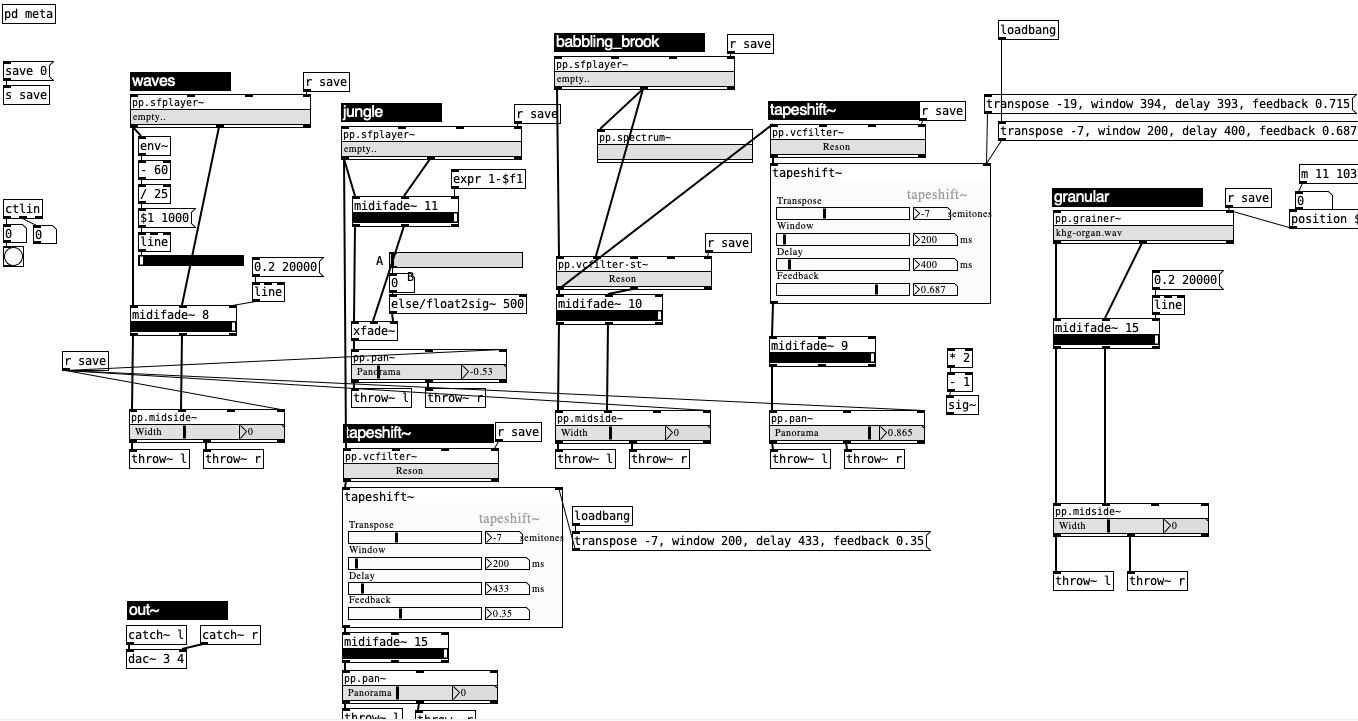 pd meta
save 0
s save
ctlin
0
0
waves
r save
pp.sfplayer~
empty..
env~
- 60
/ 25
$1 1000
line
0.2 20000
line
midifade~ 8
r save
pp.midside~
Width
0
throw~ l
throw~ r
out~
catch~ l
catch~ r
dac~ 3 4
jungle
r save
pp.sfplayer~
empty..
expr 1-$f1
midifade~ 11
A
B
0
else/float2sig~ 500
xfade~
pp.pan~
Panorama
-0.53
throw~ l
throw~ r
tapeshift~
r save
pp.vcfilter~
Reson
tapeshift~
tapeshift~
Transpose
-7
semitones
Window
200
ms
Delay
433
ms
Feedback
0.35
loadbang
transpose -7, window 200, delay 433, feedback 0.35
midifade~ 15
pp.pan~
Panorama
0
throw~ l
throw~ r
babbling_brook
r save
pp.sfplayer~
empty..
pp.spectrum~
r save
pp.vcfilter-st~
Reson
midifade~ 10
pp.midside~
Width
0
throw~ l
throw~ r
tapeshift~
r save
pp.vcfilter~
Reson
tapeshift~
tapeshift~
Transpose
-7
semitones
Window
200
ms
Delay
400
ms
Feedback
0.687
midifade~ 9
* 2
- 1
sig~
pp.pan~
Panorama
0.865
throw~ l
throw~ r
loadbang
transpose -19, window 394, delay 393, feedback 0.715
transpose -7, window 200, delay 400, feedback 0.687
granular
r save
m 11 103
0
position $
pp.grainer~
khg-organ.wav
0.2 20000
line
midifade~ 15
pp.midside~
Width
0
throw~ l
throw~ r